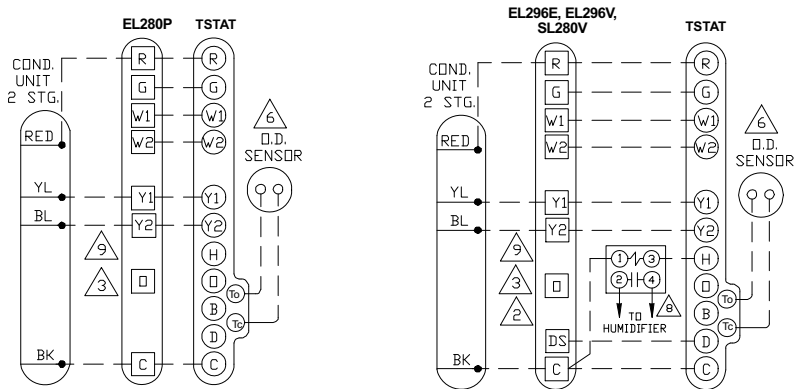 EL280P TSTAT
COND.
UNIT
2 STG.
R R
G G
W1 W1
W2 W2
RED
6
O.D.
SENSOR
YL Y1 Y1
BL Y2 Y2
9
H
3 O O
To
B
Tc
D
BK C C
EL296E, EL296V,
SL280V TSTAT
COND.
UNIT
2 STG.
R R
G G
W1 W1
W2 W2
RED
6
O.D.
SENSOR
YL Y1 Y1
BL Y2 Y2
9
1 3 H
3 O 2 4 O
To
2 8 B
TO
HUMIDIFIER
Tc
DS D
BK C C